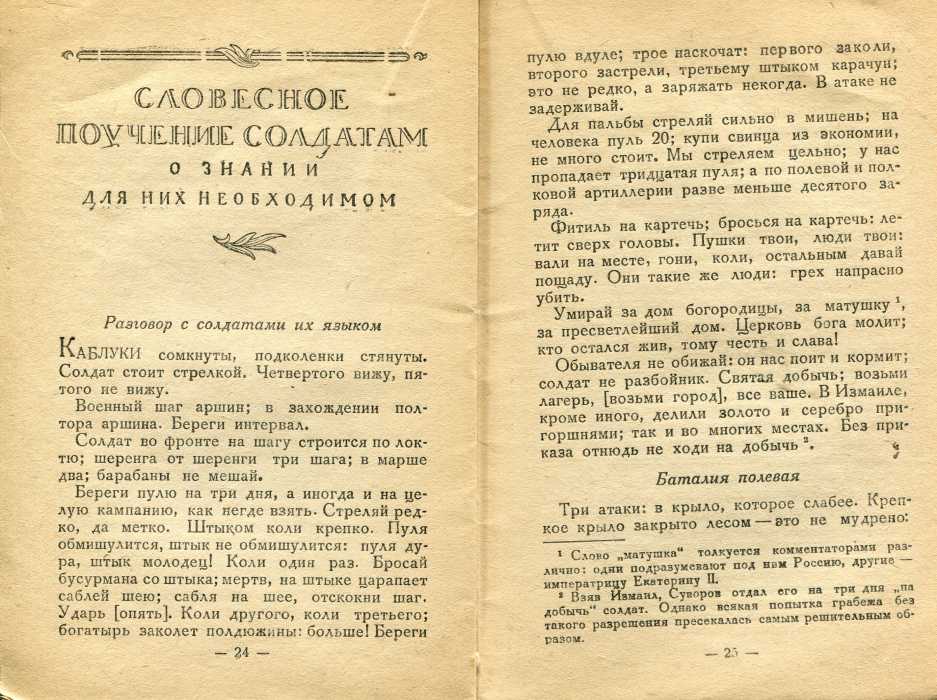 СЛОВЕСНОЕ
ПОУЧЕНИЕ СОЛДАТАМ
О ЗНАНИИ
ДЛЯ НИХ НЕОБХОДИМОМ
Разговор с солдатами их языком
КАБЛУКИ сомкнуты, подколенки стянуты.
Солдат стоит стрелкой. Четвертого вижу, пя-
того не вижу.
Военный шаг аршин; в захождении пол-
тора аршина. Береги интервал.
Солдат во фронте на шагу строится по лок-
тю; шеренга от шеренги три шага; в марше
два; барабаны не мешай.
Береги пулю на три дня, а иногда и на це-
лую кампанию, как негде взять. Стреляй ред-
ко, да метко. Штыком коли крепко. Пуля
обмишулится, штык не обмишулится: пуля ду-
ра, штык молодец! Коли один раз. Бросай
бусурмана со штыка; мертв, на штыке царапает
саблей шею; сабля на шее, отскокни шаг.
Ударь [опять]. Коли другого, коли третьего;
богатырь заколет полдюжины: больше! Береги
— 24 —
пулю вдуле; трое наскочат: первого заколи,
второго застрели, третьему штыком карачун;
это не редко, а заряжать некогда. В атаке не
задерживай.
Для пальбы стреляй сильно в мишень; на
человека пуль 20; купи свинца из экономии,
не много стоит. Мы стреляем цельно; у нас
пропадает тридцатая пуля; а по полевой и пол-
ковой артиллерии разве меньше десятого за-
ряда.
Фитиль на картечь; бросься на картечь: ле-
тит сверх головы. Пушки твои, люди твои:
вали на месте, гони, коли, остальным давай
пощаду. Они такие же люди: грех напрасно
убить.
Умирай за дом богородицы, за матушку ¹,
за пресветлейший дом. Церковь бога молит;
кто остался жив, тому честь и слава!
Обывателя не обижай: он нас поит и кормит;
солдат не разбойник. Святая добычь; возьми
лагерь, [возьми город], все ваше. В Измаиле,
кроме иного, делили золото и серебро при-
горшнями; так и во многих местах. Без при-
каза отнюдь не ходи на добычь ².
Баталия полевая
Три атаки: в крыло, которое слабее. Креп-
кое крыло закрыто лесом — это не мудрено:
¹ Слово „матушка“ толкуется комментаторами раз-
лично: одни подразумевают под ним Россию, другие —
императрицу Екатерину II.
² Взяв Измаил, Суворов отдал его на три дня „на
добычь“ солдат. Однако всякая попытка грабежа без
такого разрешения пресекалась самым решительным об-
разом.
— 25 —